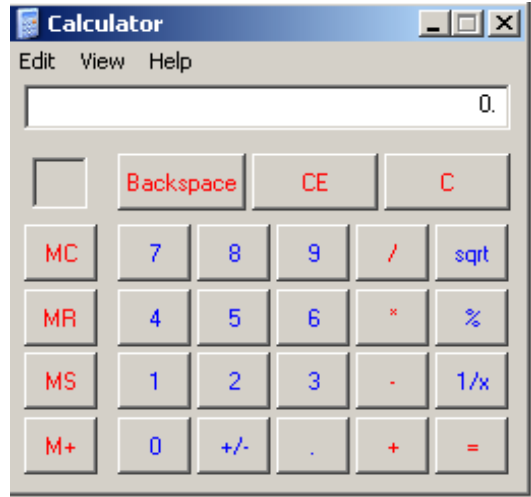 Calculator
Edit View Help
0.
Backspace CE C
MC 7 8 9 / sqrt
MR 4 5 6 * %
MS 1 2 3 - 1/x
M+ 0 +/- . + =